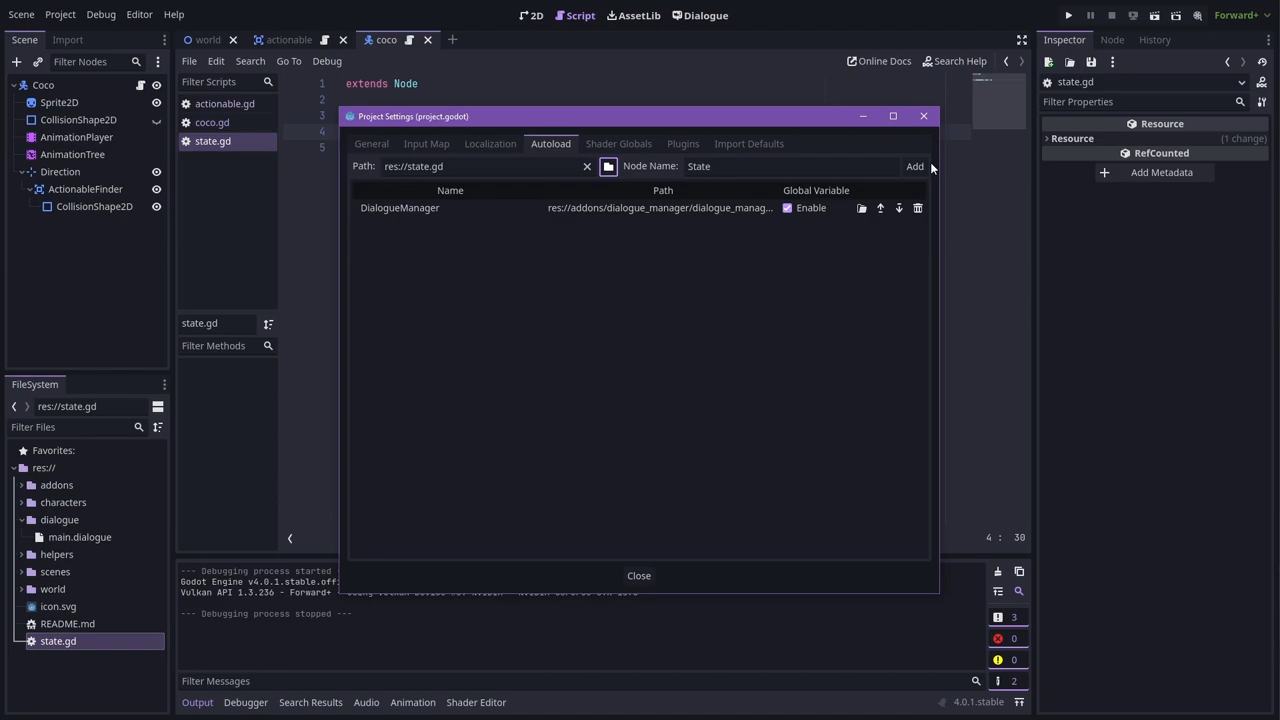 Scene Project Debug Editor Help
2D Script AssetLib Dialogue
Forward+
Scene Import
world actionable coco
Inspector Node History
Filter Nodes
File Edit Search Go To Debug
Online Docs Search Help
Coco
Sprite2D
CollisionShape2D
AnimationPlayer
AnimationTree
Direction
ActionableFinder
CollisionShape2D
Filter Scripts
actionable.gd
coco.gd
state.gd
state.gd
Filter Methods
1 extends Node
2
3
4
5
Project Settings (project.godot)
General Input Map Localization Autoload Shader Globals Plugins Import Defaults
Path: res://state.gd Node Name: State Add
Name Path Global Variable
DialogueManager res://addons/dialogue_manager/dialogue_manag... Enable
Close
4 : 30
state.gd
Filter Properties
Resource
Resource (1 change)
RefCounted
Add Metadata
FileSystem
res://state.gd
Filter Files
Favorites:
res://
addons
characters
dialogue
main.dialogue
helpers
scenes
world
icon.svg
README.md
state.gd
--- Debugging process started
Godot Engine v4.0.1.stable.offi
Vulkan API 1.3.236 - Forward+
--- Debugging process stopped ---
3
0
0
2
Filter Messages
Output Debugger Search Results Audio Animation Shader Editor
4.0.1.stable